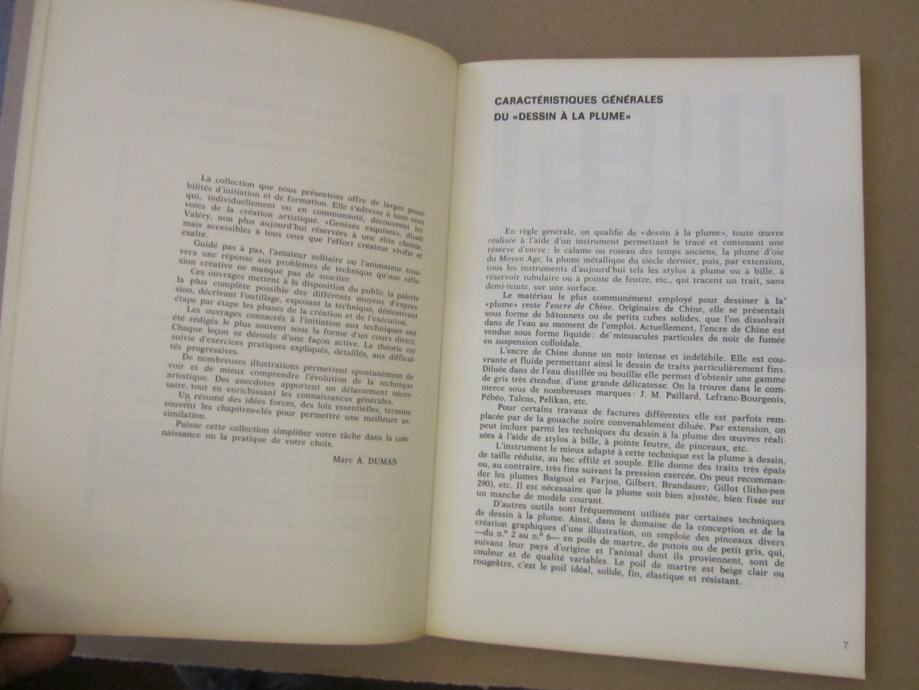 La collection que nous présentons offre de larges possi-
bilités d'initiation et de formation. Elle s'adresse à tous ceux
qui, individuellement ou en communauté, découvrent les
voies de la création artistique. «Genèses exquises», disait
Valéry, non plus aujourd'hui réservées à une élite choisie,
mais accessibles à tous ceux que l'effort créateur vivifie et
exalte.
Guidé pas à pas, l'amateur solitaire ou l'animateur trou-
vera une réponse aux problèmes de technique qu'une réfle-
xion créative ne manque pas de susciter.
Ces ouvrages mettent à la disposition du public la palette
la plus complète possible des différents moyens d'expres-
sion, décrivant l'outillage, exposant la technique, démontrant
étape par étape les phases de la création et de l'exécution.
Les ouvrages consacrés à l'initiation aux techniques ont
été rédigés le plus souvent sous la forme d'un cours direct.
Chaque leçon se déroule d'une façon active. La théorie est
suivie d'exercices pratiques expliqués, détaillés, aux difficul-
tés progressives.
De nombreuses illustrations permettent spontanément de
voir et de mieux comprendre l'évolution de la technique
artistique. Des anecdotes apportent un délassement néces-
saire, tout en enrichissant les connaissances générales.
Un résumé des idées forces, des lois essentielles, termine
souvent les chapitres-clés pour permettre une meilleure as-
similation.
Puisse cette collection simplifier votre tâche dans la con-
naissance ou la pratique de votre choix.
Marc A. DUMAS
CARACTÉRISTIQUES GÉNÉRALES
DU «DESSIN À LA PLUME»
En règle générale, on qualifie de «dessin à la plume», toute œuvre
réalisée à l'aide d'un instrument permettant le tracé et contenant une
réserve d'encre: le calame ou roseau des temps anciens, la plume d'oie
du Moyen Age, la plume métallique du siècle dernier, puis, par extension,
tous les instruments d'aujourd'hui tels les stylos à plume ou à bille, à
réservoir tubulaire ou à pointe de feutre, etc., qui tracent un trait, sans
demi-teinte, sur une surface.
Le matériau le plus communément employé pour dessiner à la
«plume» reste l'encre de Chine. Originaire de Chine, elle se présentait
sous forme de bâtonnets ou de petits cubes solides, que l'on dissolvait
dans de l'eau au moment de l'emploi. Actuellement, l'encre de Chine est
vendue sous forme liquide: de minuscules particules de noir de fumée
en suspension colloïdale.
L'encre de Chine donne un noir intense et indélébile. Elle est cou-
vrante et fluide permettant ainsi le dessin de traits particulièrement fins.
Diluée dans de l'eau distillée ou bouillie elle permet d'obtenir une gamme
de gris très étendue, d'une grande délicatesse. On la trouve dans le com-
merce sous de nombreuses marques: J. M. Paillard, Lefranc-Bourgeois,
Pébéo, Talens, Pelikan, etc.
Pour certains travaux de factures différentes elle est parfois rem-
placée par de la gouache noire convenablement diluée. Par extension, on
peut inclure parmi les techniques du dessin à la plume des œuvres réali-
sées à l'aide de stylos à bille, à pointe feutre, de pinceaux, etc.
L'instrument le mieux adapté à cette technique est la plume à dessin,
de taille réduite, au bec effilé et souple. Elle donne des traits très épais
ou, au contraire, très fins suivant la pression exercée. On peut recomman-
der les plumes Baignol et Farjon, Gilbert, Brandauer, Gillot (litho-pen
290), etc. Il est nécessaire que la plume soit bien ajustée, bien fixée sur
un manche de modèle courant.
D'autres outils sont fréquemment utilisés par certaines techniques
de dessin à la plume. Ainsi, dans le domaine de la conception et de la
création graphiques d'une illustration, on emploie des pinceaux divers
—du n.º 2 au n.º 6— en poils de martre, de putois ou de petit gris, qui,
suivant leur pays d'origine et l'animal dont ils proviennent, sont de
couleur et de qualité variables. Le poil de martre est beige clair ou
rougeâtre, c'est le poil idéal, solide, fin, élastique et résistant.
7